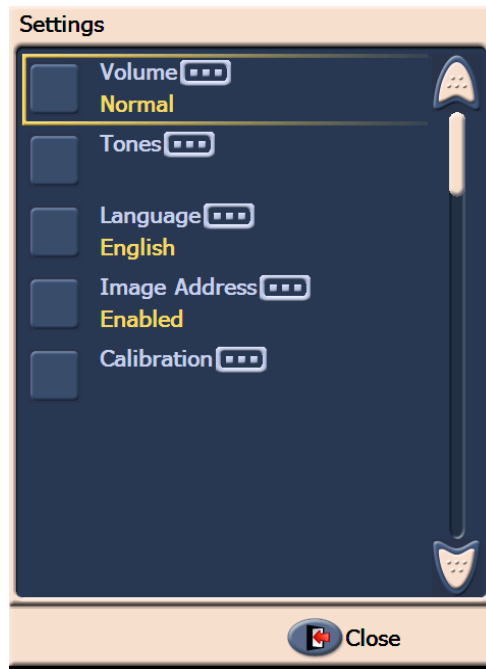 Settings
Volume
Normal
Tones
Language
English
Image Address
Enabled
Calibration
Close